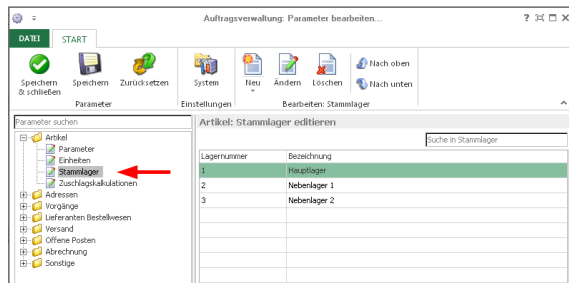 Auftragsverwaltung: Parameter bearbeiten...
DATEI START
Speichern & schließen
Speichern
Zurücksetzen
System
Neu
Ändern
Löschen
Nach oben
Nach unten
Parameter
Einstellungen
Bearbeiten: Stammlager
Parameter suchen
Artikel
Parameter
Einheiten
Stammlager
Zuschlagskalkulationen
Adressen
Vorgänge
Lieferanten Bestellwesen
Versand
Offene Posten
Abrechnung
Sonstige
Artikel: Stammlager editieren
Suche in Stammlager
Lagernummer Bezeichnung
1 Hauptlager
2 Nebenlager 1
3 Nebenlager 2